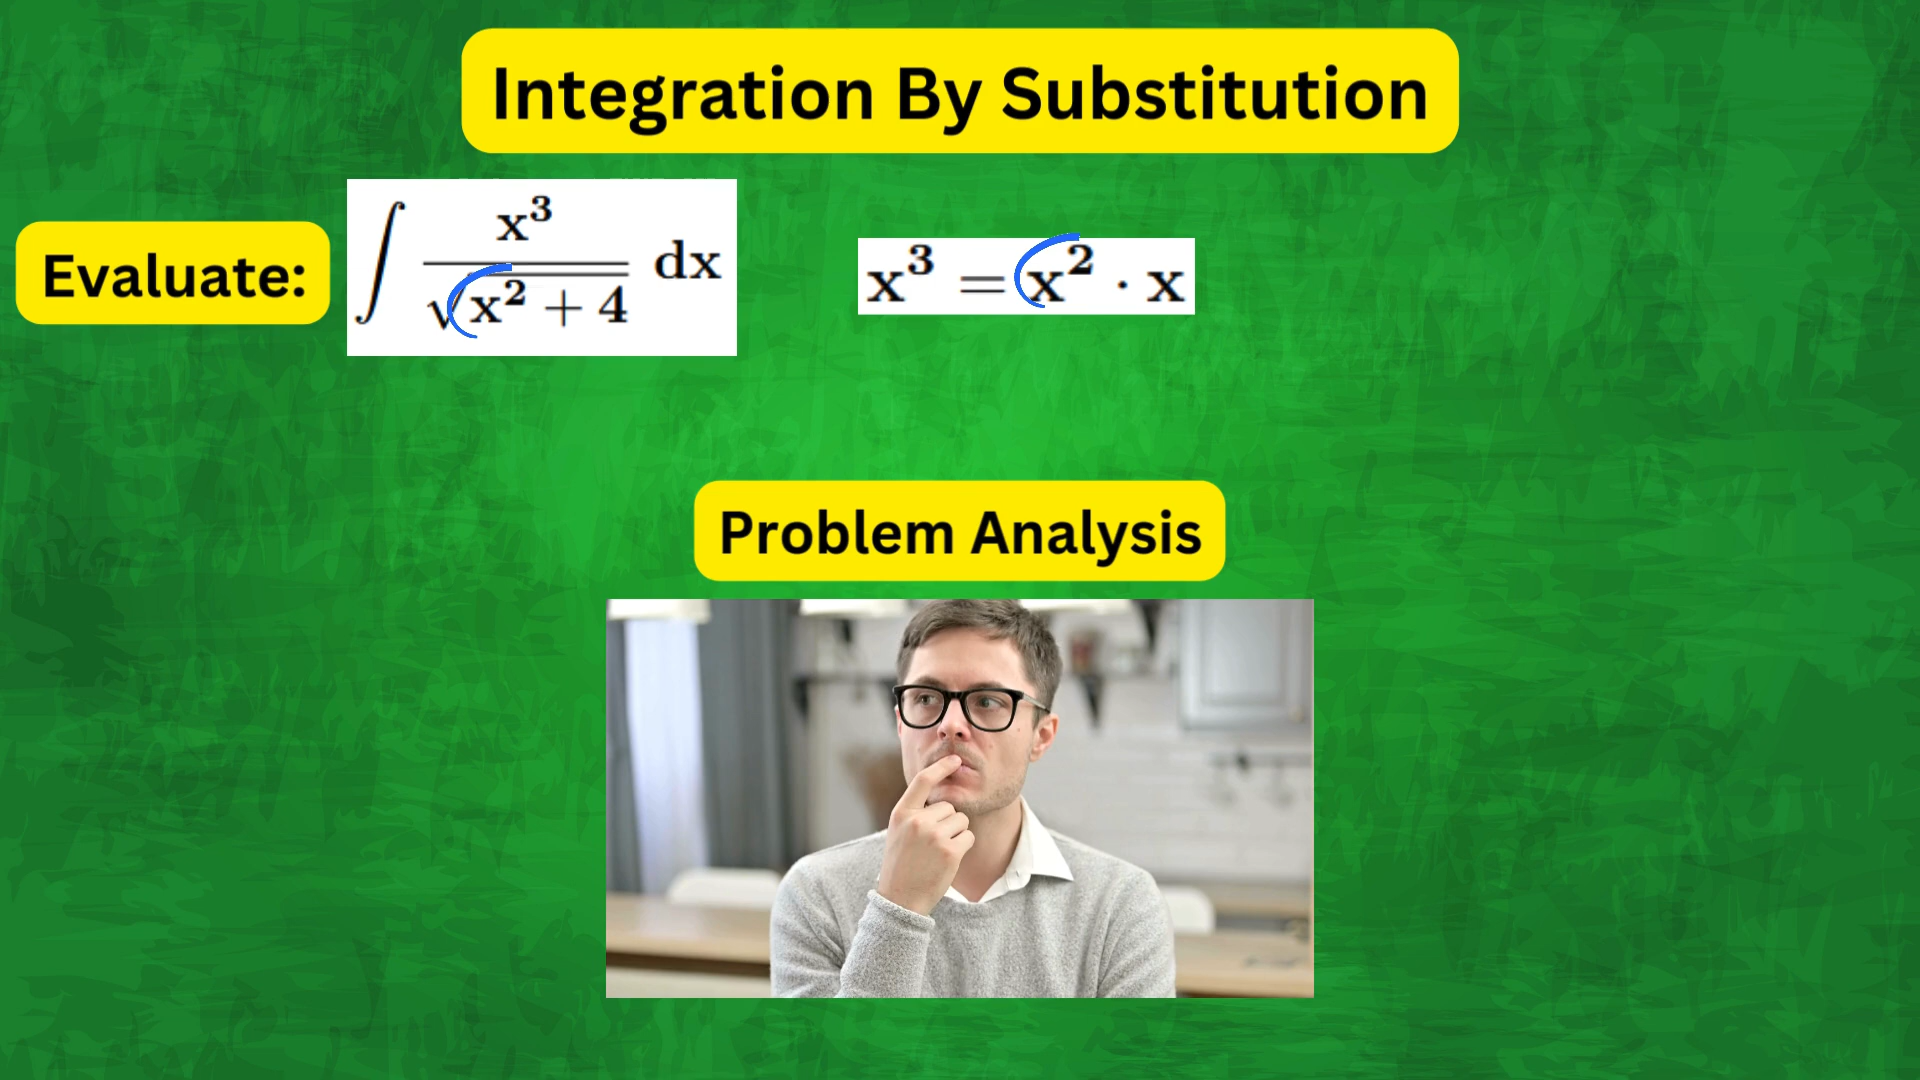 Integration By Substitution
Evaluate: ∫ x³/√(x² + 4) dx
x³ = x² · x
Problem Analysis